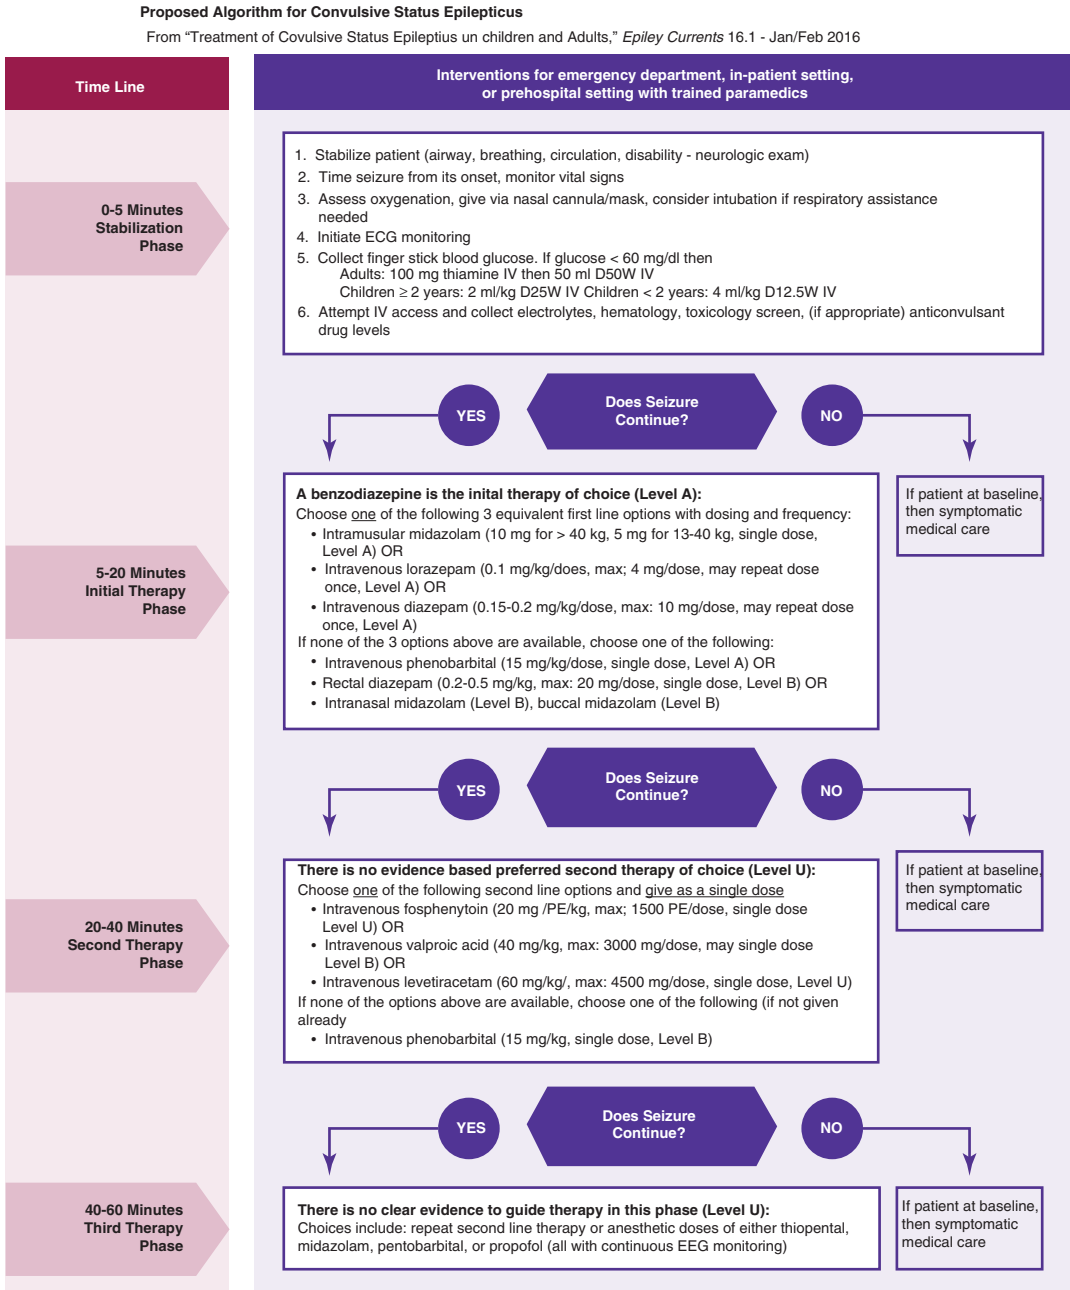 Proposed Algorithm for Convulsive Status Epilepticus
From “Treatment of Covulsive Status Epileptius un children and Adults,” Epiley Currents 16.1 - Jan/Feb 2016
Time Line
Interventions for emergency department, in-patient setting,
or prehospital setting with trained paramedics
0-5 Minutes
Stabilization
Phase
1. Stabilize patient (airway, breathing, circulation, disability - neurologic exam)
2. Time seizure from its onset, monitor vital signs
3. Assess oxygenation, give via nasal cannula/mask, consider intubation if respiratory assistance
needed
4. Initiate ECG monitoring
5. Collect finger stick blood glucose. If glucose < 60 mg/dl then
Adults: 100 mg thiamine IV then 50 ml D50W IV
Children ≥ 2 years: 2 ml/kg D25W IV Children < 2 years: 4 ml/kg D12.5W IV
6. Attempt IV access and collect electrolytes, hematology, toxicology screen, (if appropriate) anticonvulsant
drug levels
YES
Does Seizure
Continue?
NO
5-20 Minutes
Initial Therapy
Phase
A benzodiazepine is the inital therapy of choice (Level A):
Choose one of the following 3 equivalent first line options with dosing and frequency:
• Intramusular midazolam (10 mg for > 40 kg, 5 mg for 13-40 kg, single dose,
Level A) OR
• Intravenous lorazepam (0.1 mg/kg/does, max; 4 mg/dose, may repeat dose
once, Level A) OR
• Intravenous diazepam (0.15-0.2 mg/kg/dose, max: 10 mg/dose, may repeat dose
once, Level A)
If none of the 3 options above are available, choose one of the following:
• Intravenous phenobarbital (15 mg/kg/dose, single dose, Level A) OR
• Rectal diazepam (0.2-0.5 mg/kg, max: 20 mg/dose, single dose, Level B) OR
• Intranasal midazolam (Level B), buccal midazolam (Level B)
If patient at baseline,
then symptomatic
medical care
YES
Does Seizure
Continue?
NO
20-40 Minutes
Second Therapy
Phase
There is no evidence based preferred second therapy of choice (Level U):
Choose one of the following second line options and give as a single dose
• Intravenous fosphenytoin (20 mg /PE/kg, max; 1500 PE/dose, single dose
Level U) OR
• Intravenous valproic acid (40 mg/kg, max: 3000 mg/dose, may single dose
Level B) OR
• Intravenous levetiracetam (60 mg/kg/, max: 4500 mg/dose, single dose, Level U)
If none of the options above are available, choose one of the following (if not given
already
• Intravenous phenobarbital (15 mg/kg, single dose, Level B)
If patient at baseline,
then symptomatic
medical care
YES
Does Seizure
Continue?
NO
40-60 Minutes
Third Therapy
Phase
There is no clear evidence to guide therapy in this phase (Level U):
Choices include: repeat second line therapy or anesthetic doses of either thiopental,
midazolam, pentobarbital, or propofol (all with continuous EEG monitoring)
If patient at baseline,
then symptomatic
medical care